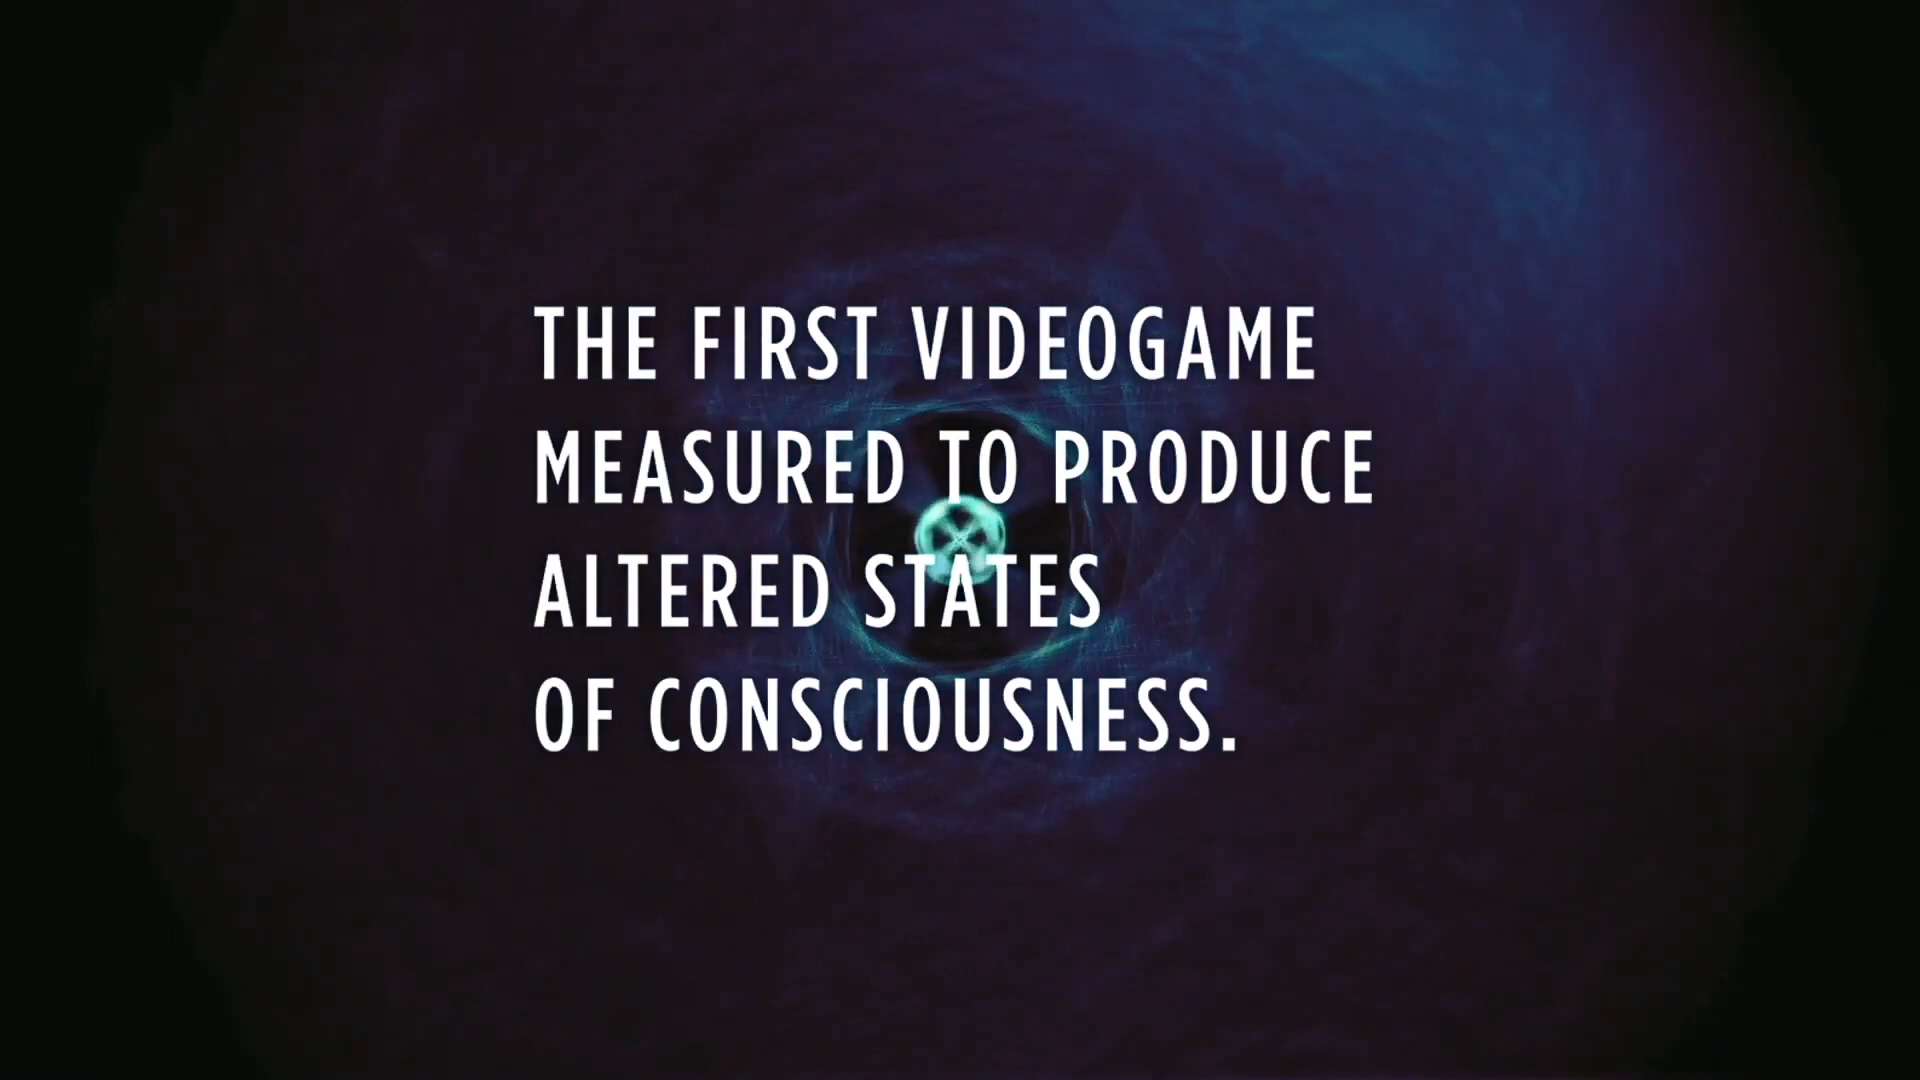 THE FIRST VIDEOGAME
MEASURED TO PRODUCE
ALTERED STATES
OF CONSCIOUSNESS.